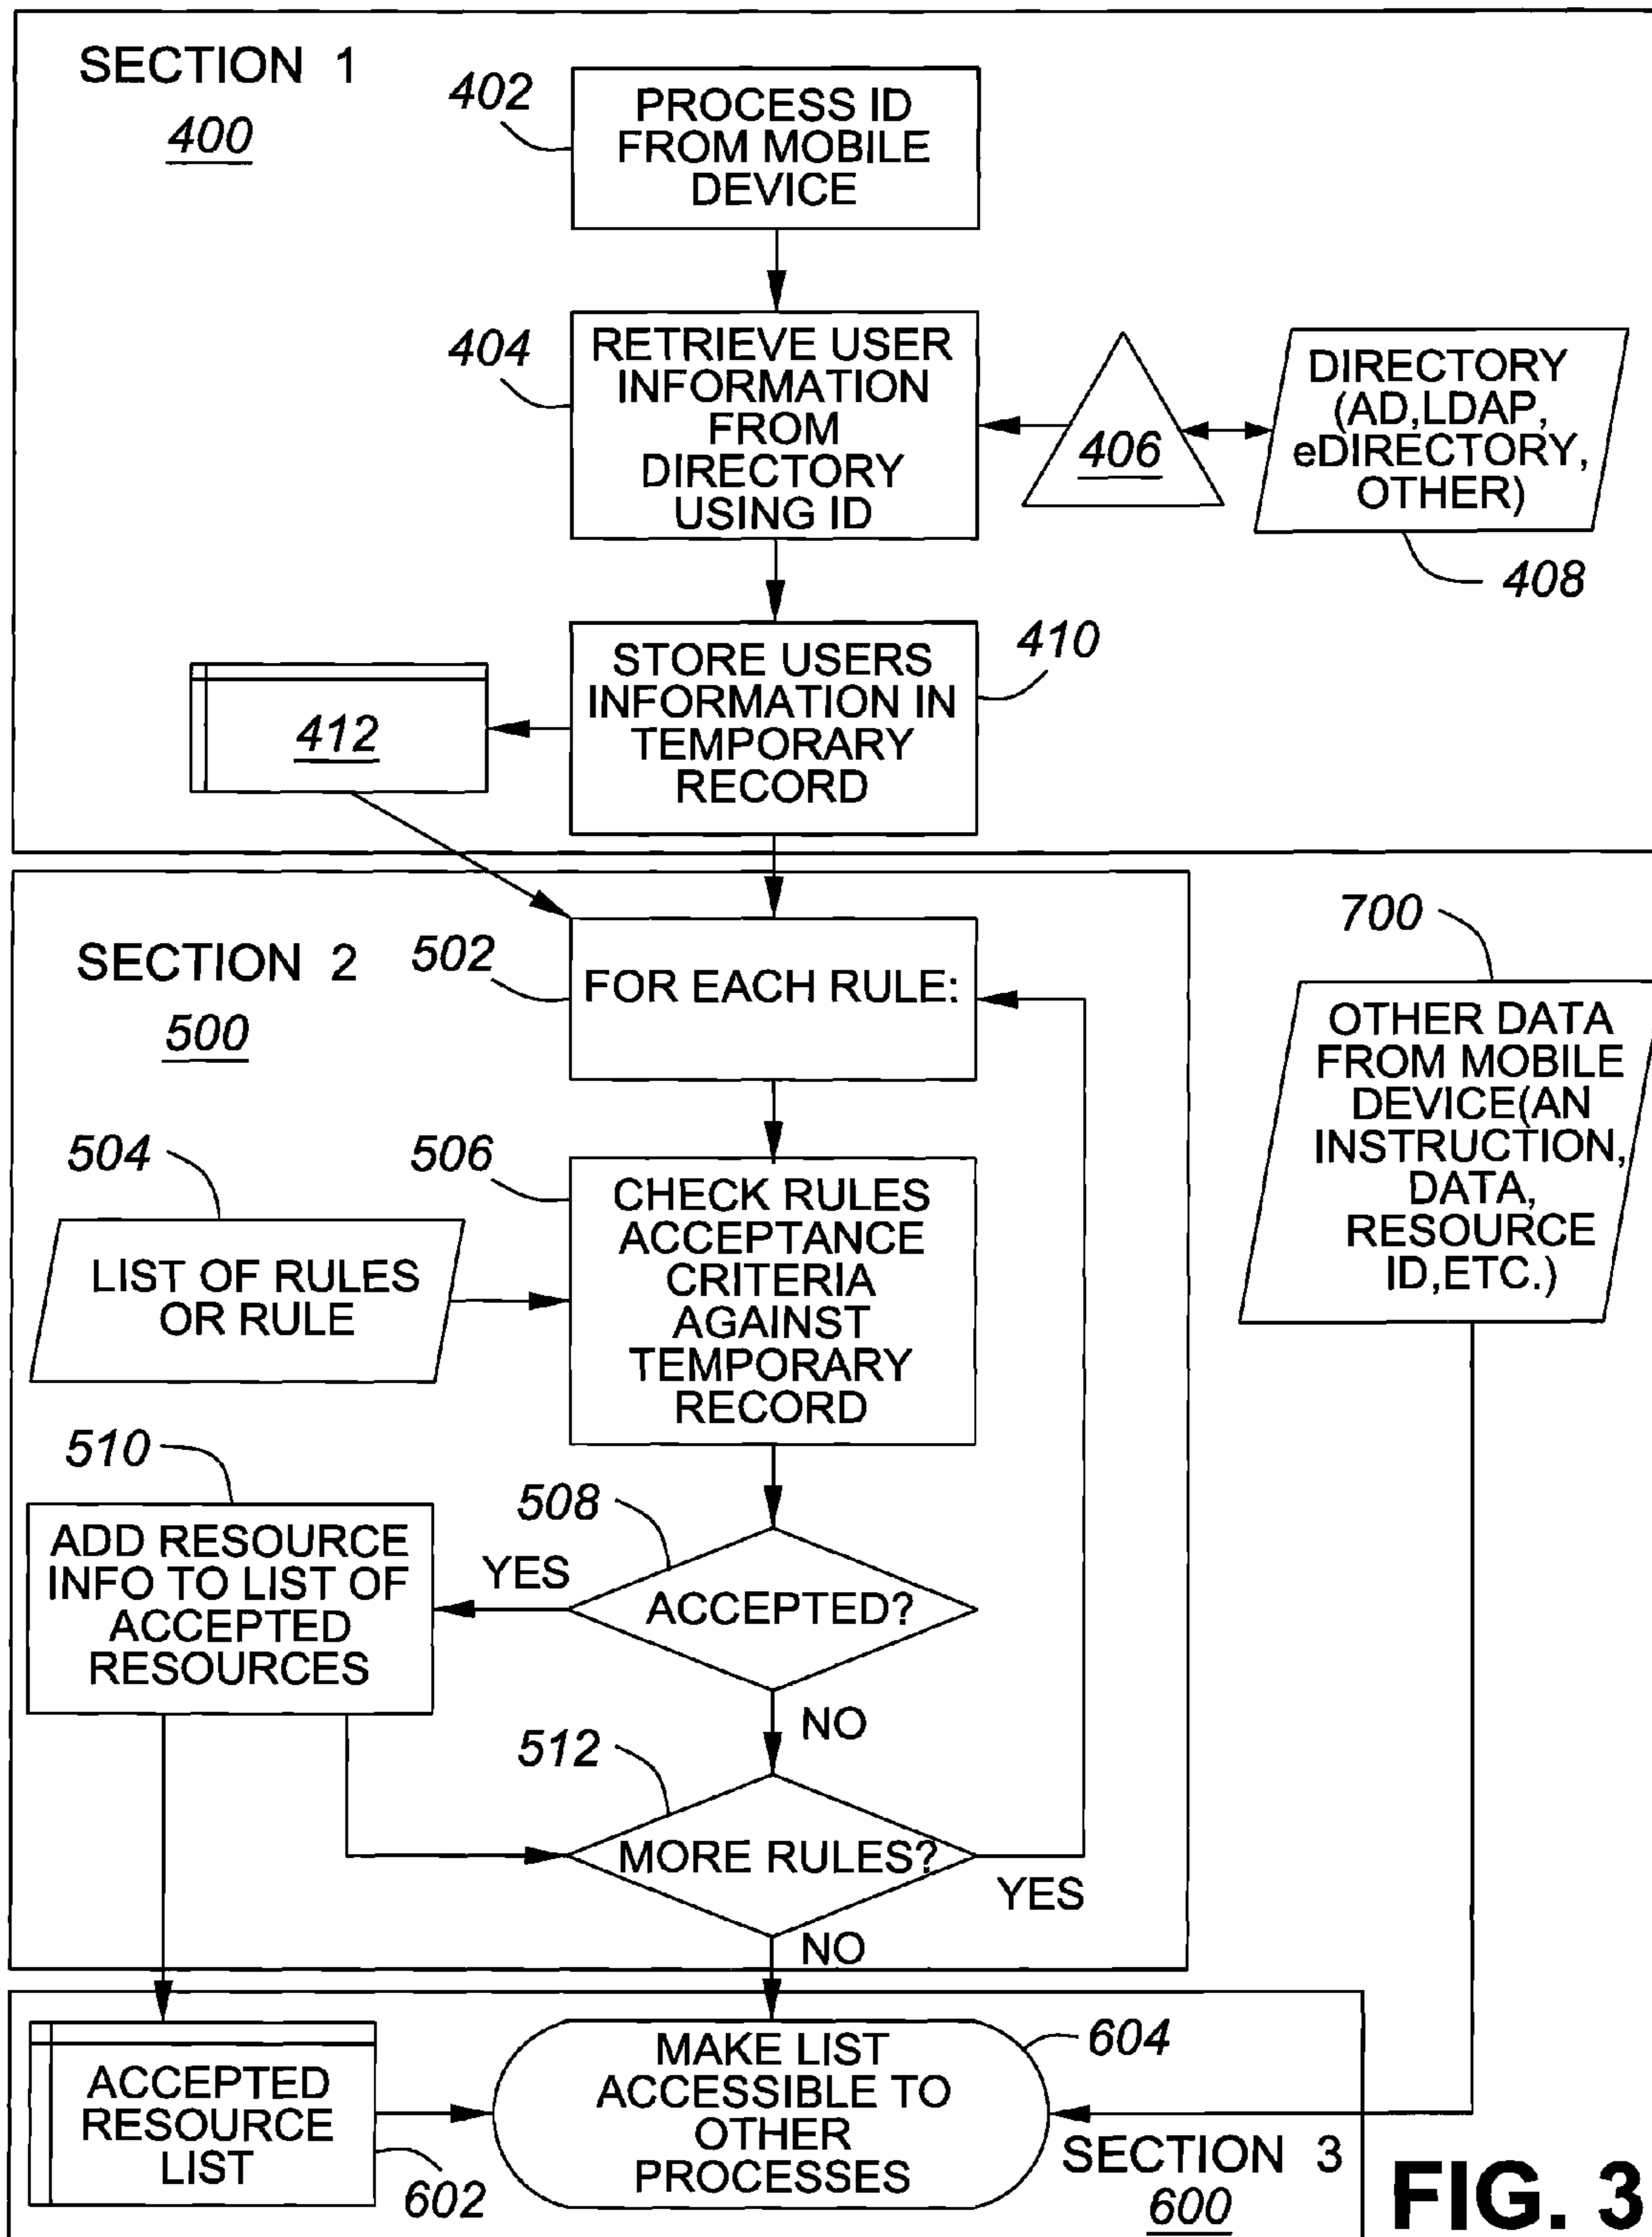 SECTION 1
400
402
PROCESS ID
FROM MOBILE
DEVICE
404
RETRIEVE USER
INFORMATION
FROM
DIRECTORY
USING ID
406
DIRECTORY
(AD,LDAP,
eDIRECTORY,
OTHER)
408
410
STORE USERS
INFORMATION IN
TEMPORARY
RECORD
412
SECTION 2
500
502
FOR EACH RULE:
700
OTHER DATA
FROM MOBILE
DEVICE(AN
INSTRUCTION,
DATA,
RESOURCE
ID,ETC.)
504
LIST OF RULES
OR RULE
506
CHECK RULES
ACCEPTANCE
CRITERIA
AGAINST
TEMPORARY
RECORD
510
ADD RESOURCE
INFO TO LIST OF
ACCEPTED
RESOURCES
508
YES
ACCEPTED?
NO
512
MORE RULES?
YES
NO
ACCEPTED
RESOURCE
LIST
602
MAKE LIST
ACCESSIBLE TO
OTHER
PROCESSES
604
SECTION 3
600
FIG. 3